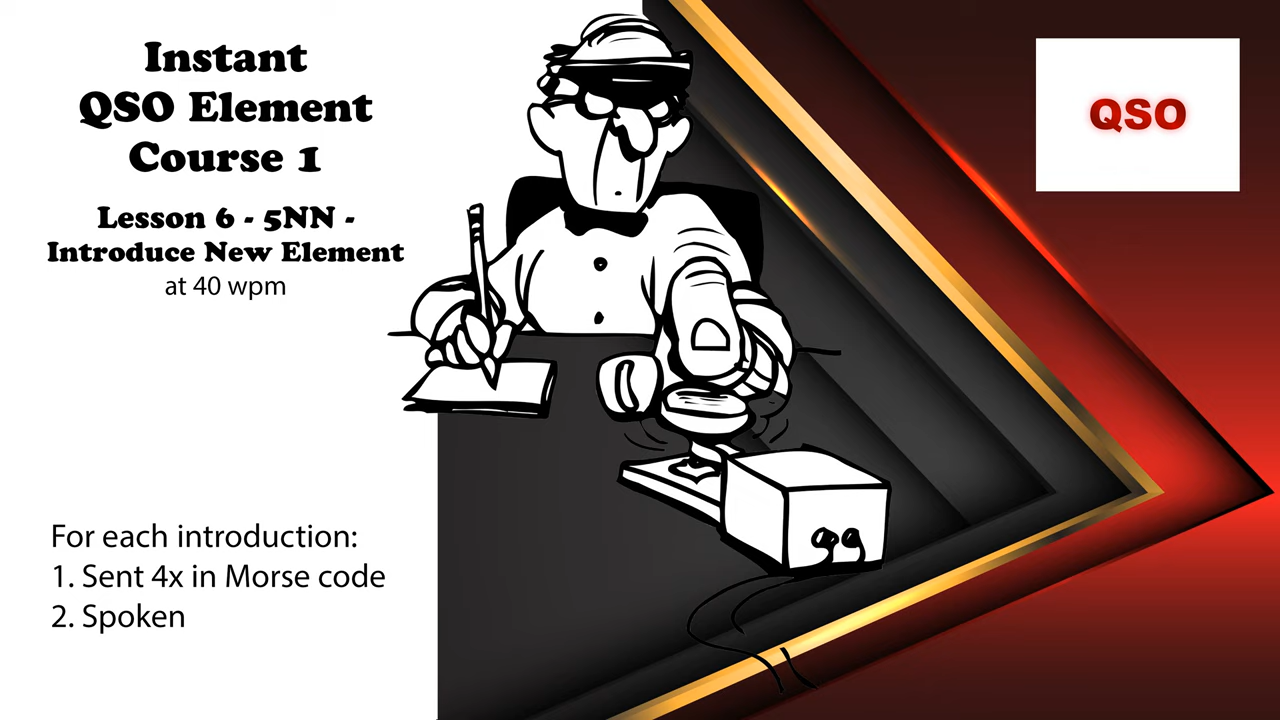 Instant
QSO Element
Course 1
Lesson 6 - 5NN -
Introduce New Element
at 40 wpm
QSO
For each introduction:
1. Sent 4x in Morse code
2. Spoken